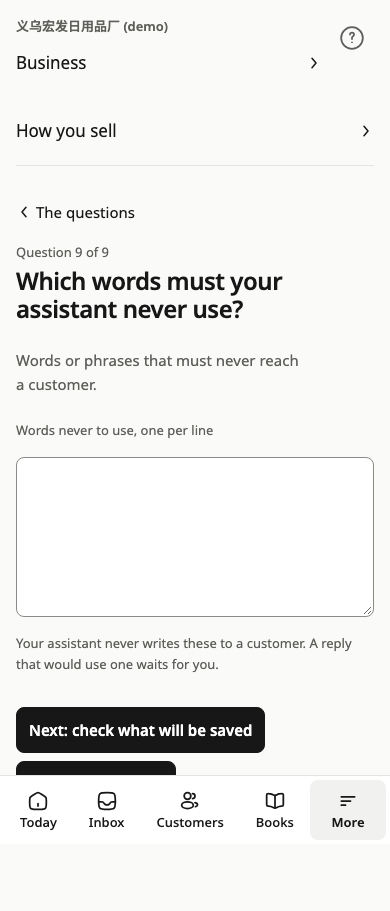 义乌宏发日用品厂 (demo)
Business
How you sell
The questions
Question 9 of 9
Which words must your
assistant never use?
Words or phrases that must never reach
a customer.
Words never to use, one per line
Your assistant never writes these to a customer. A reply
that would use one waits for you.
Next: check what will be saved
Today
Inbox
Customers
Books
More